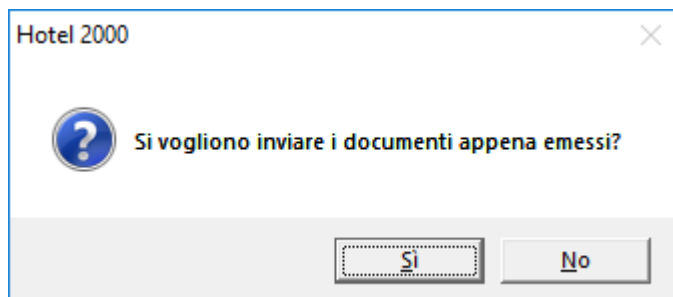 Hotel 2000
Si vogliono inviare i documenti appena emessi?
Sì
No